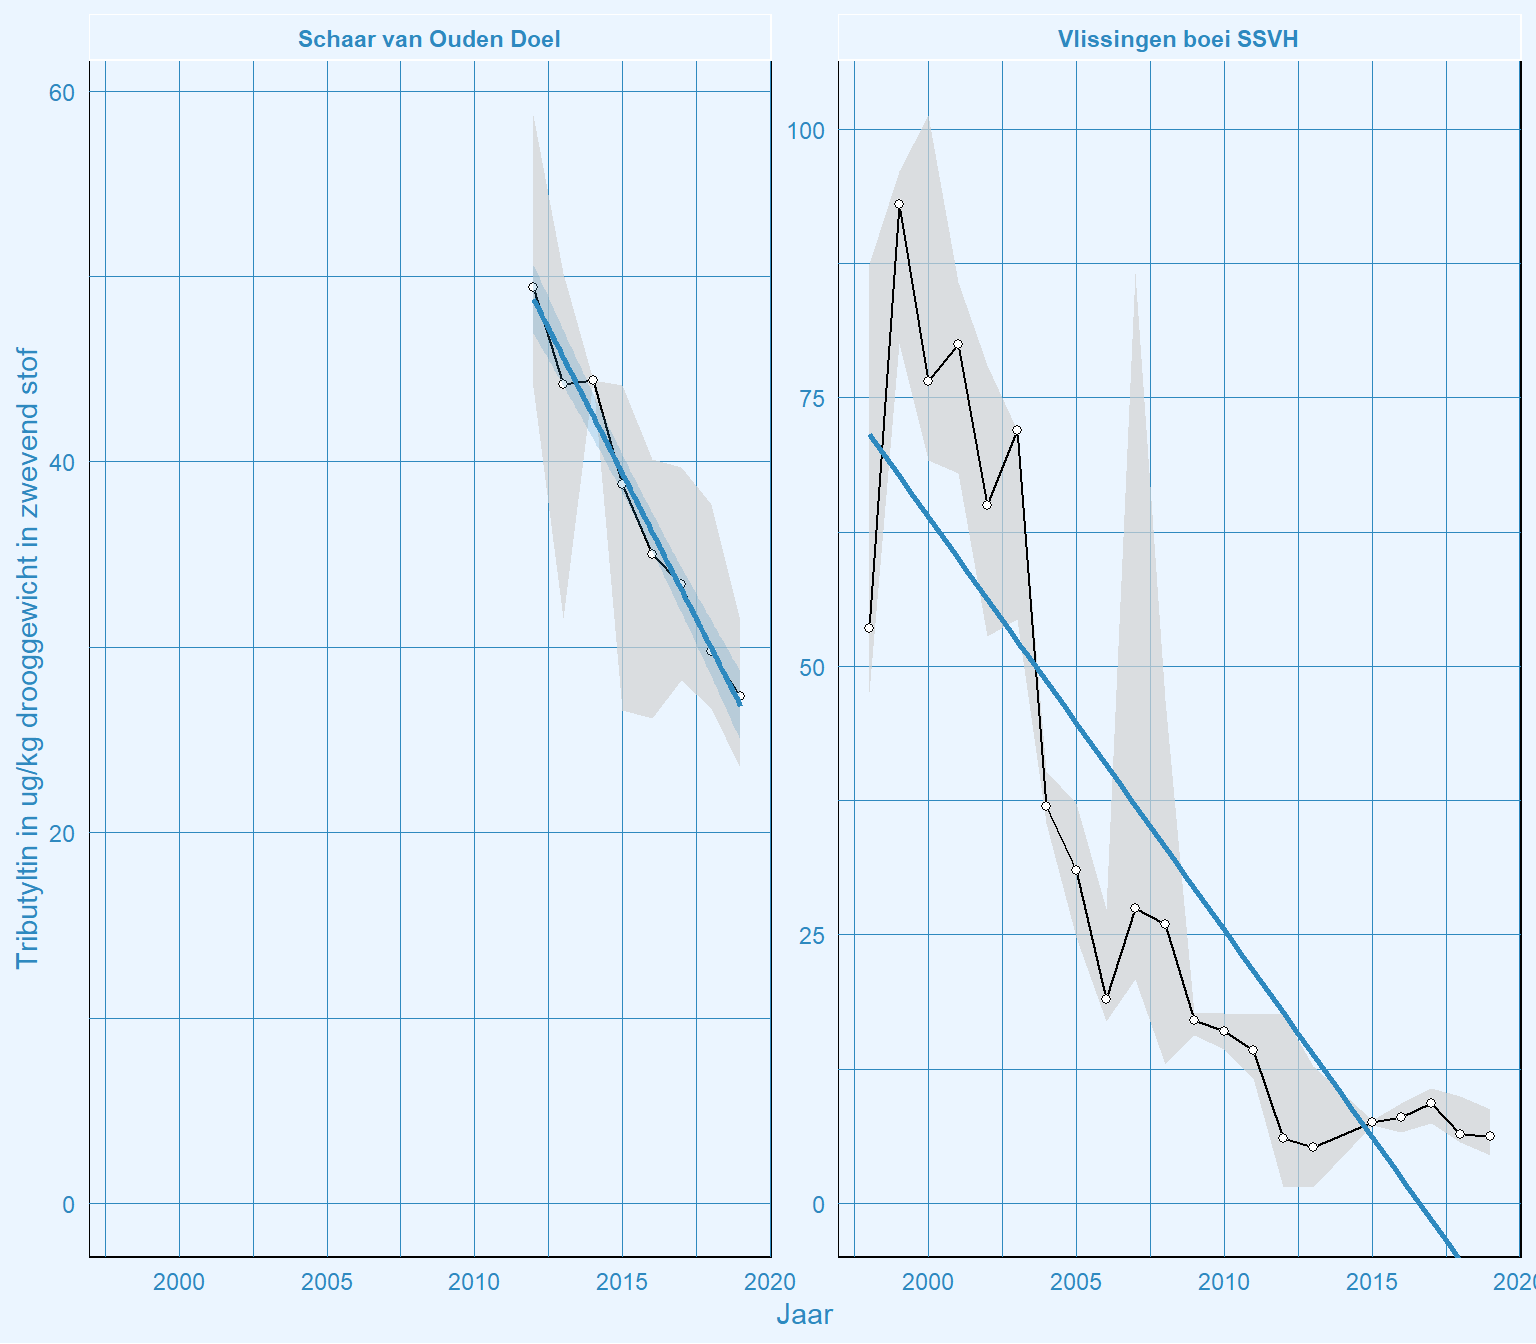 Schaar van Ouden Doel
Vlissingen boei SSVH
Tributyltin in ug/kg drooggewicht in zwevend stof
60
40
20
0
100
75
50
25
0
2000 2005 2010 2015 2020
2000 2005 2010 2015 2020
Jaar